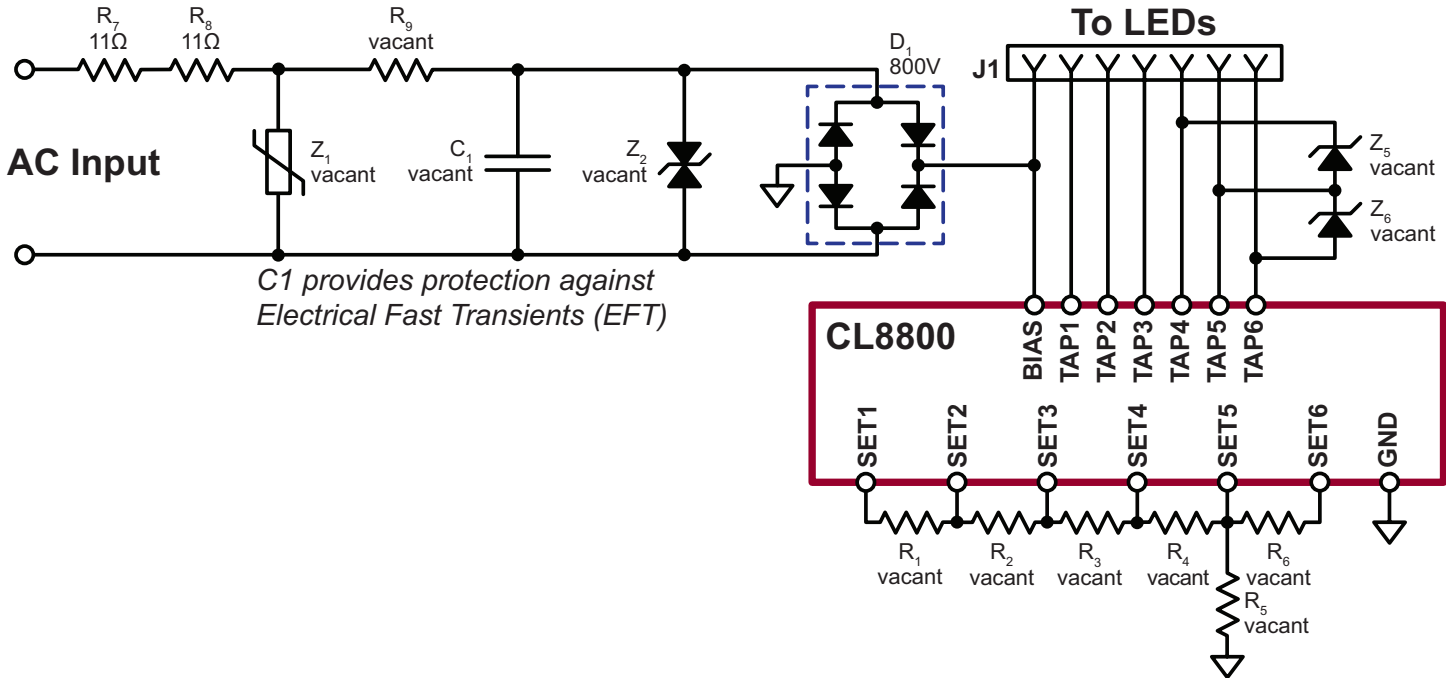 R7
11Ω
R8
11Ω
R9
vacant
D1
800V
To LEDs
J1
AC Input
Z1
vacant
C1
vacant
Z2
vacant
Z5
vacant
Z6
vacant
C1 provides protection against
Electrical Fast Transients (EFT)
CL8800
BIAS
TAP1
TAP2
TAP3
TAP4
TAP5
TAP6
SET1
SET2
SET3
SET4
SET5
SET6
GND
R1
vacant
R2
vacant
R3
vacant
R4
vacant
R6
vacant
R5
vacant